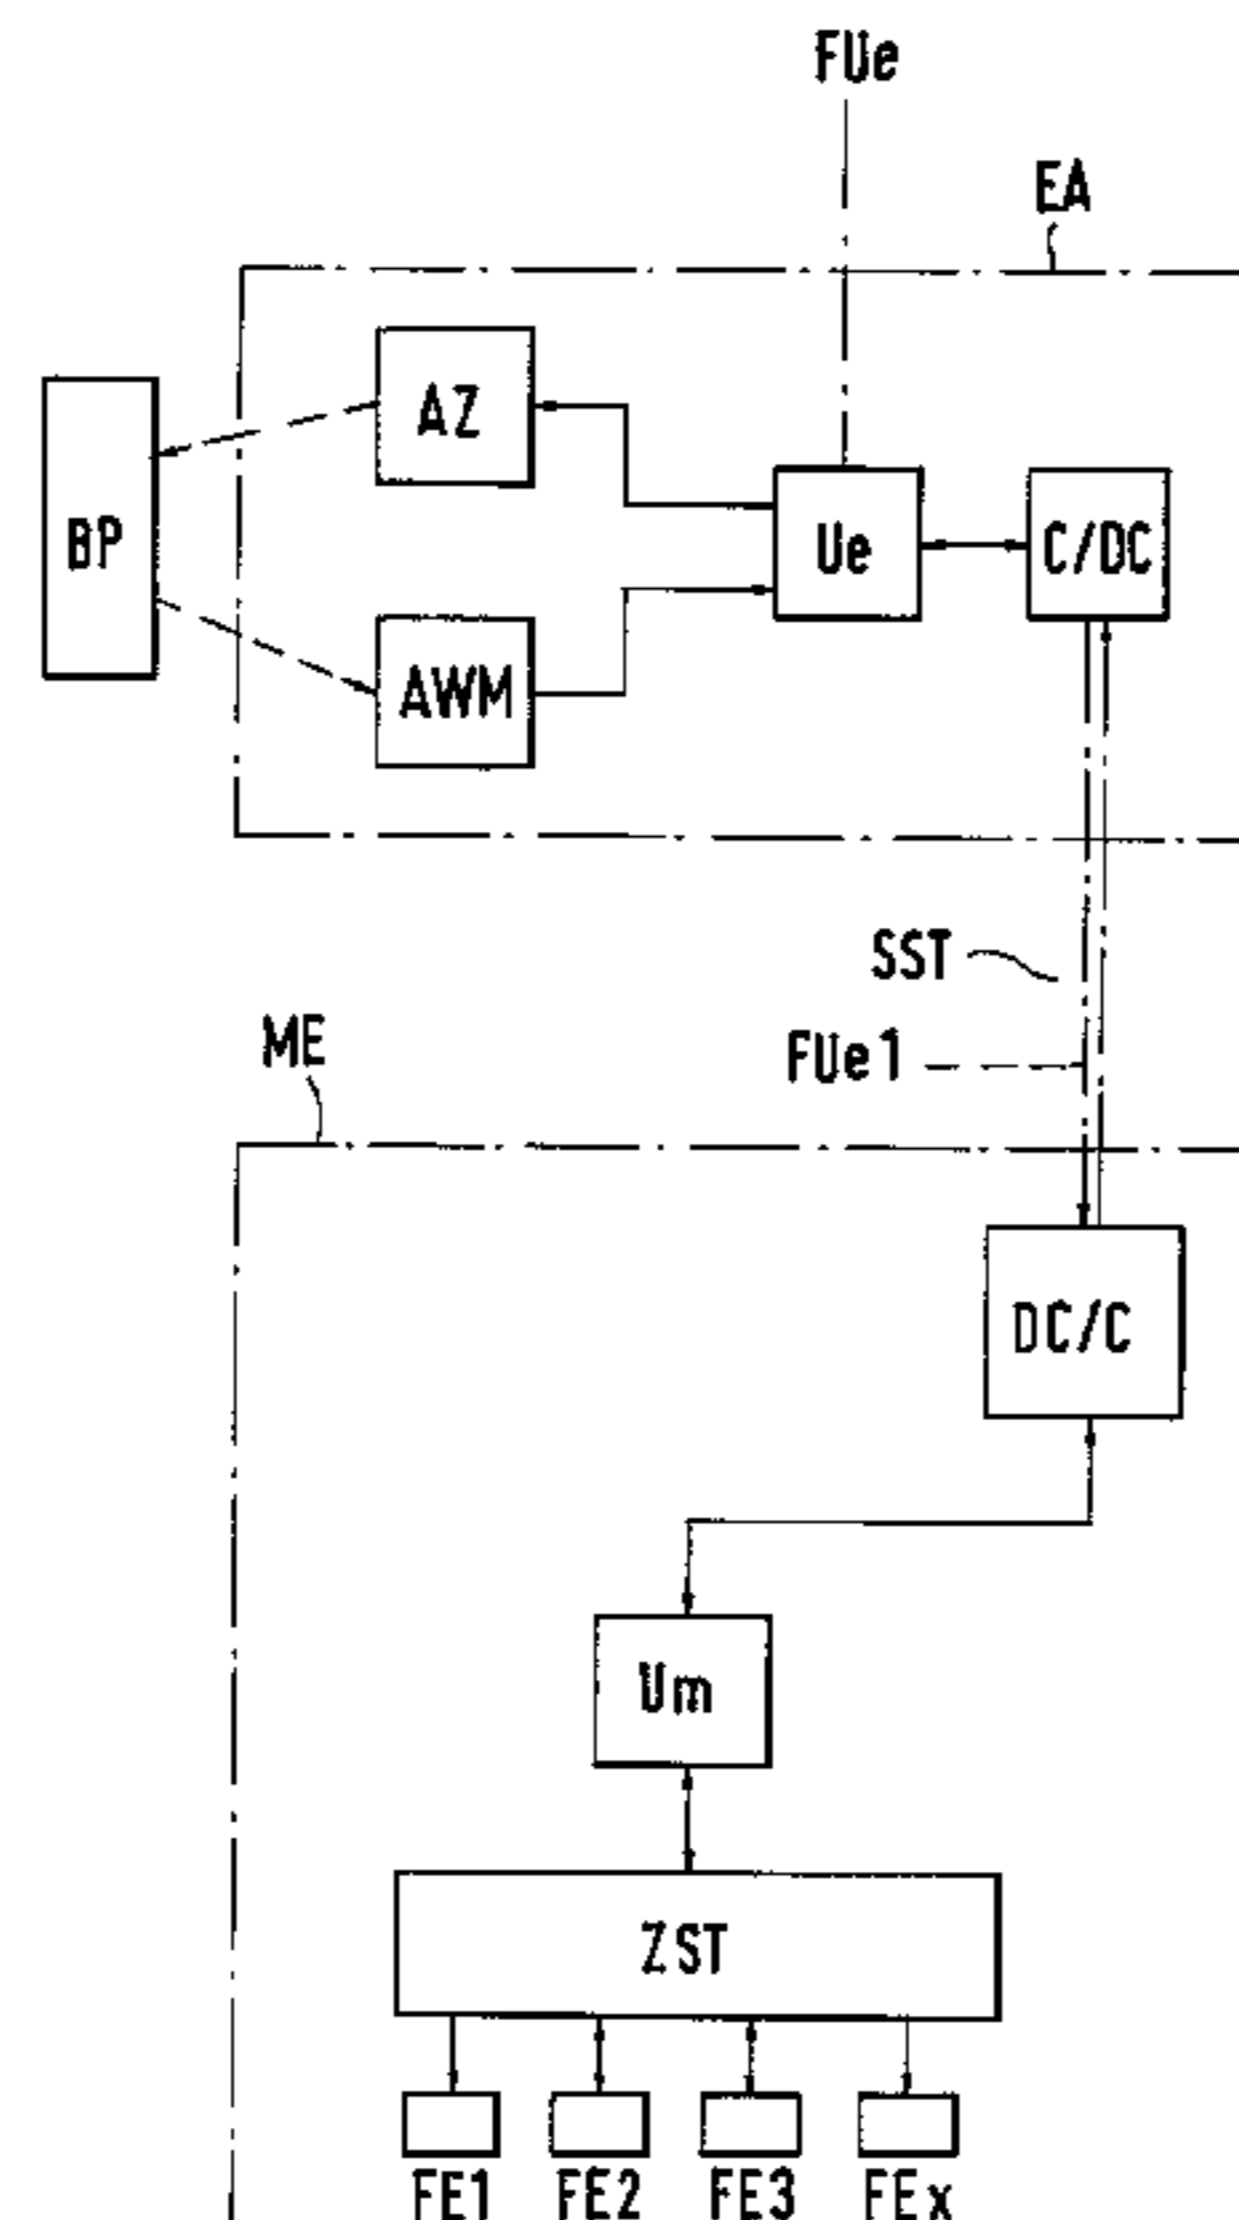 FUe
EA
AZ
BP
Ue
C/DC
AWM
SST
ME
FUe1
DC/C
Um
ZST
FE1 FE2 FE3 FEx